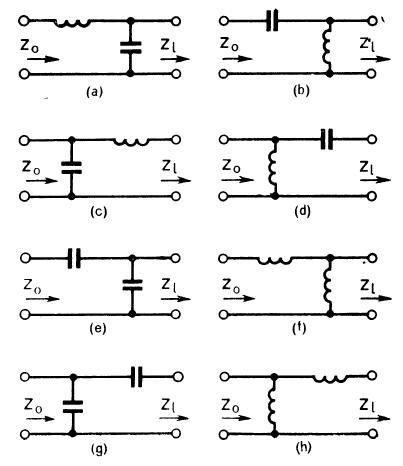 Zo Zl Zo Zl
(a) (b)
Zo Zl Zo Zl
(c) (d)
Zo Zl Zo Zl
(e) (f)
Zo Zl Zo Zl
(g) (h)